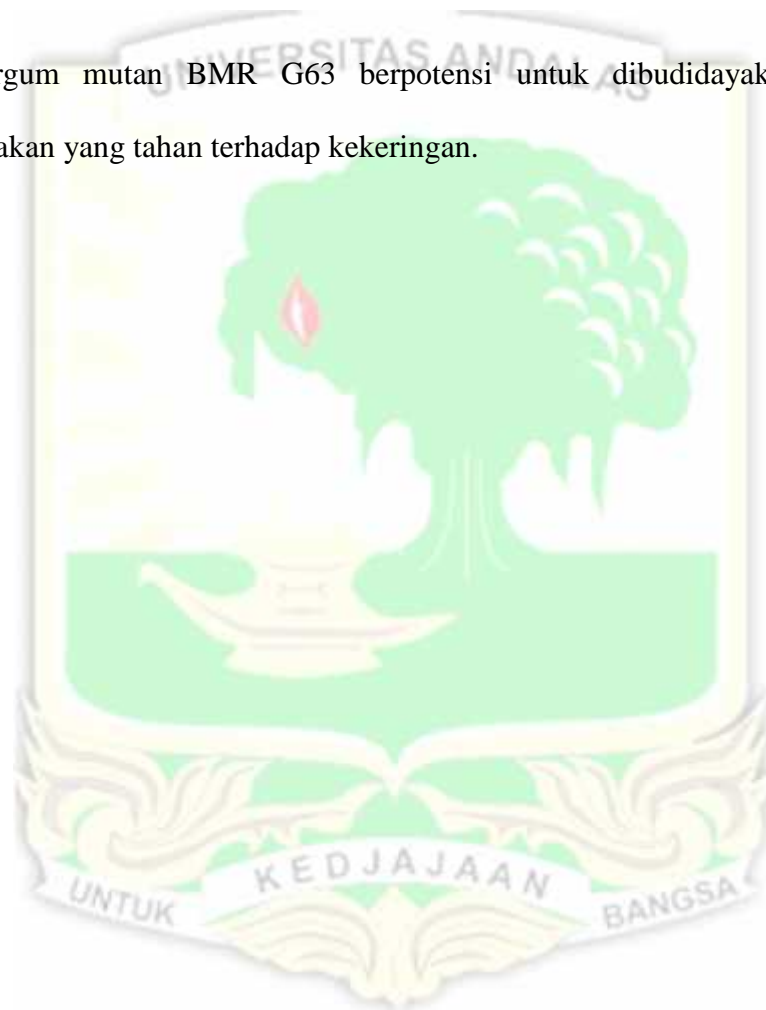 UNIVERSITAS ANDALAS
rgum mutan BMR G63 berpotensi untuk dibudidayak
akan yang tahan terhadap kekeringan.
UNTUK KEDJAJAAN BANGSA